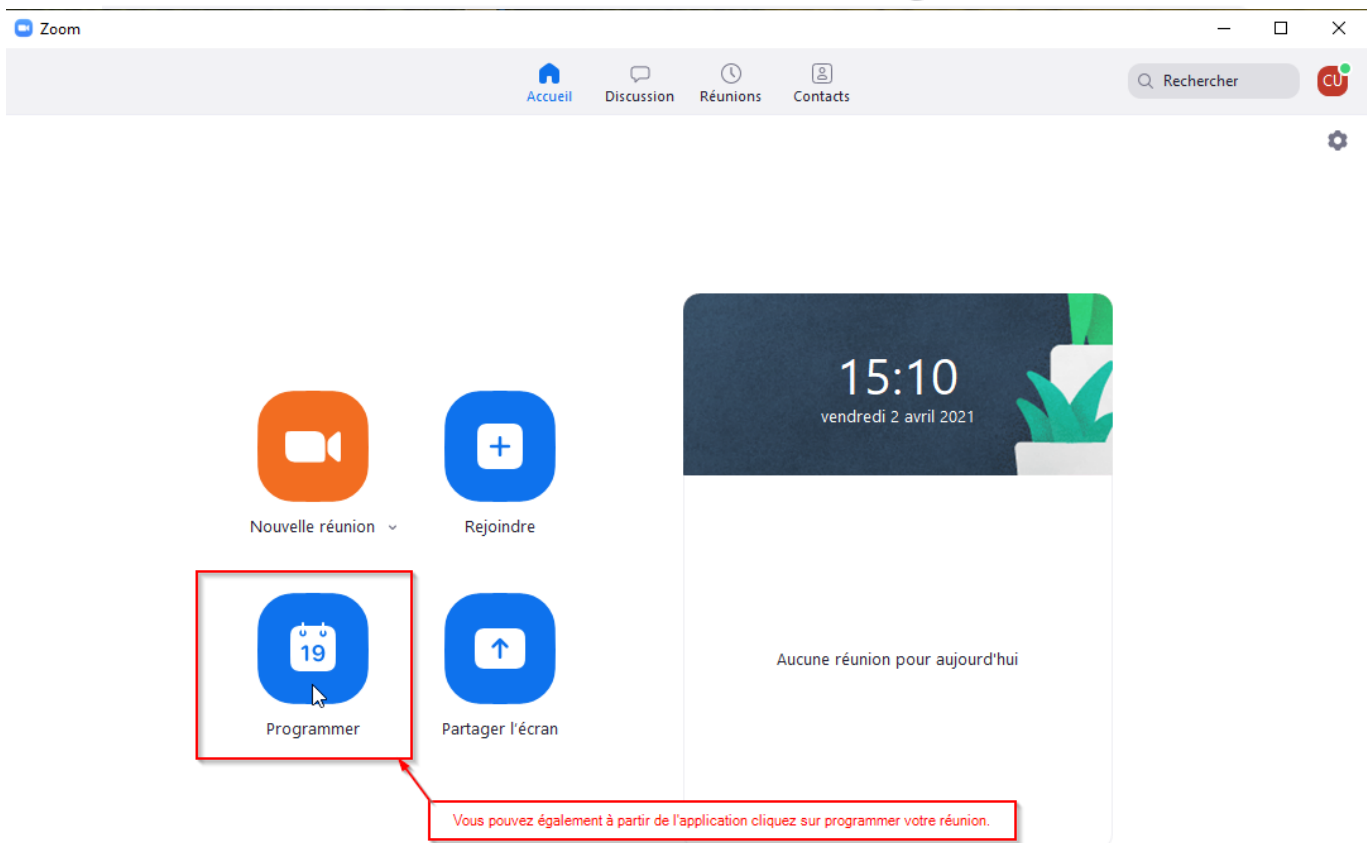 Zoom
Accueil
Discussion
Réunions
Contacts
Rechercher
CU
15:10
vendredi 2 avril 2021
Nouvelle réunion
Rejoindre
19
Programmer
Partager l'écran
Aucune réunion pour aujourd'hui
Vous pouvez également à partir de l'application cliquez sur programmer votre réunion.